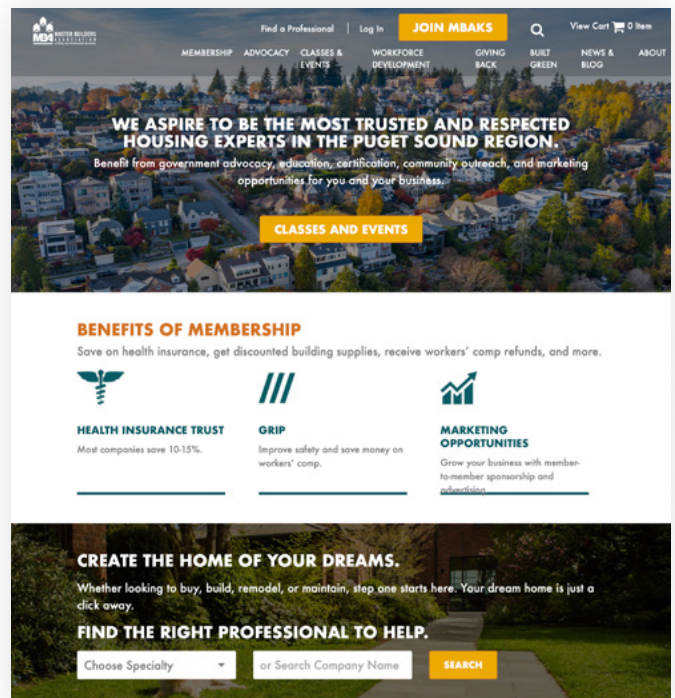 MASTER BUILDERS
ASSOCIATION
MBA
Find a Professional | Log In JOIN MBAKS View Cart 0 Item
MEMBERSHIP ADVOCACY CLASSES & EVENTS WORKFORCE DEVELOPMENT GIVING BACK BUILT GREEN NEWS & BLOG ABOUT
WE ASPIRE TO BE THE MOST TRUSTED AND RESPECTED
HOUSING EXPERTS IN THE PUGET SOUND REGION.
Benefit from government advocacy, education, certification, community outreach, and marketing
opportunities for you and your business.
CLASSES AND EVENTS
BENEFITS OF MEMBERSHIP
Save on health insurance, get discounted building supplies, receive workers' comp refunds, and more.
HEALTH INSURANCE TRUST
Most companies save 10-15%.
GRIP
Improve safety and save money on
workers' comp.
MARKETING
OPPORTUNITIES
Grow your business with member-
to-member sponsorship and
advertising.
CREATE THE HOME OF YOUR DREAMS.
Whether looking to buy, build, remodel, or maintain, step one starts here. Your dream home is just a
click away.
FIND THE RIGHT PROFESSIONAL TO HELP.
Choose Specialty or Search Company Name SEARCH